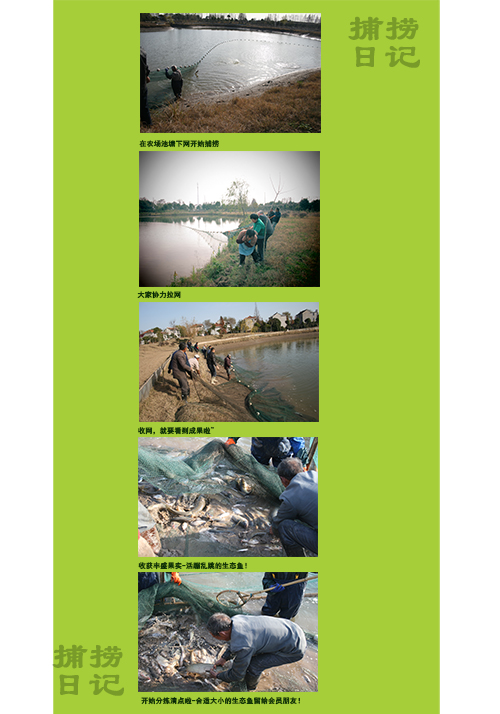 捕捞
日记
在农场池塘下网开始捕捞
大家协力拉网
收网，就要看到成果啦~
收获丰盛果实-活蹦乱跳的生态鱼！
捕捞
日记
开始分拣清点啦-合适大小的生态鱼留给会员朋友！